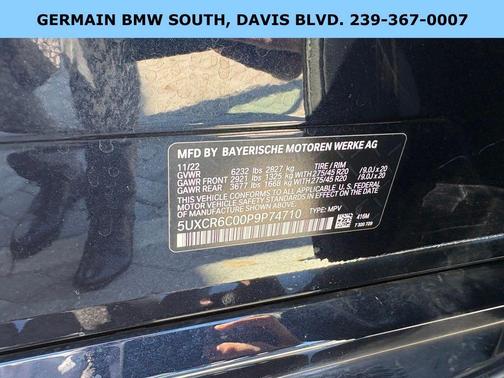 GERMAIN BMW SOUTH, DAVIS BLVD. 239-367-0007
MFD BY BAYERISCHE MOTOREN WERKE AG
11/22 TIRE / RIM
GVWR 6232 lbs 2827 kg
GAWR FRONT 2921 lbs 1325 kg WITH 275/45 R20 / 9.0J x 20
GAWR REAR 3677 lbs 1668 kg WITH 275/45 R20 / 9.0J x 20
THIS VEHICLE CONFORMS TO ALL APPLICABLE U.S. FEDERAL
MOTOR VEHICLE SAFETY STANDARDS IN EFFECT ON THE DATE OF
MANUFACTURE SHOWN ABOVE.
5UXCR6C00P9P74710 TYPE: MPV
416M
7 320 709